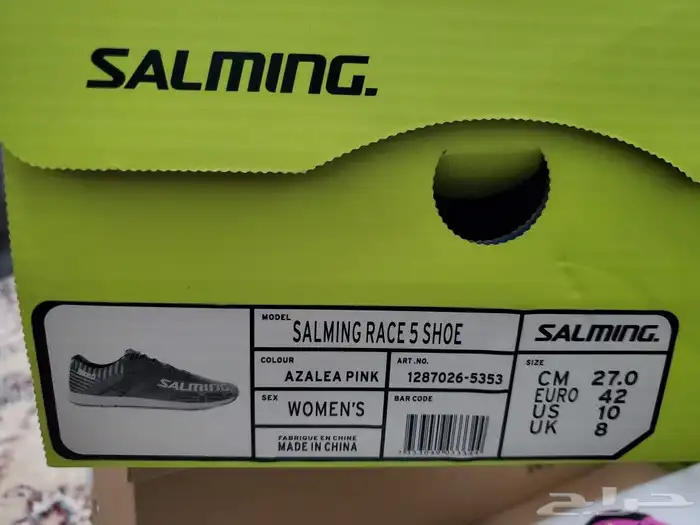 SALMING.
MODEL
SALMING RACE 5 SHOE
SALMING.
COLOUR
AZALEA PINK
ART.NO.
1287026-5353
SIZE
CM 27.0
EURO 42
US 10
UK 8
SEX
WOMEN'S
BAR CODE
FABRIQUE EN CHINE
MADE IN CHINA
SALMING
حراج